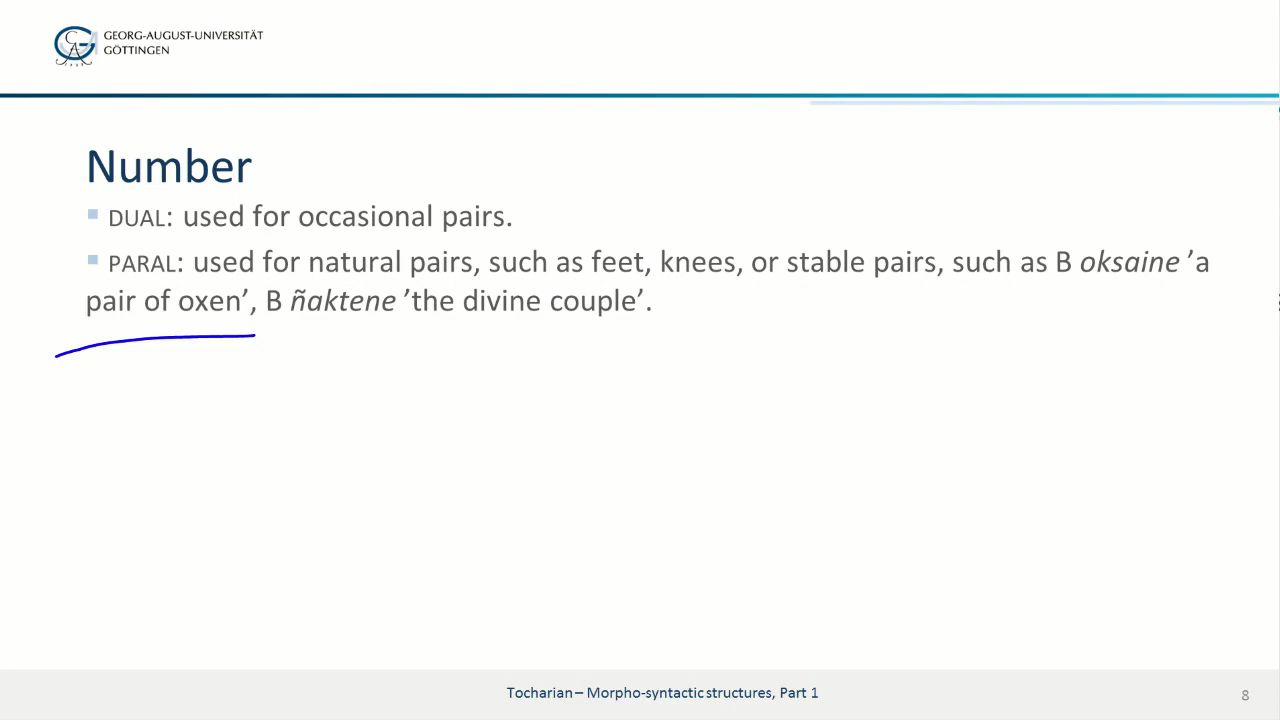 GEORG-AUGUST-UNIVERSITÄT
GÖTTINGEN
Number
▪ DUAL: used for occasional pairs.
▪ PARAL: used for natural pairs, such as feet, knees, or stable pairs, such as B oksaine ’a
pair of oxen’, B ñaktene ’the divine couple’.
Tocharian – Morpho-syntactic structures, Part 1
8